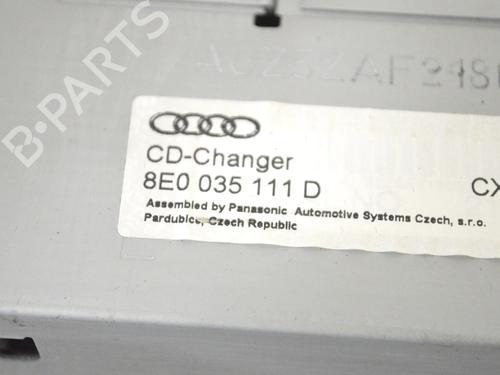 B-PARTS
CD-Changer
8E0 035 111 D
CX
Assembled by Panasonic Automotive Systems Czech, s.r.o.
Pardubice, Czech Republic